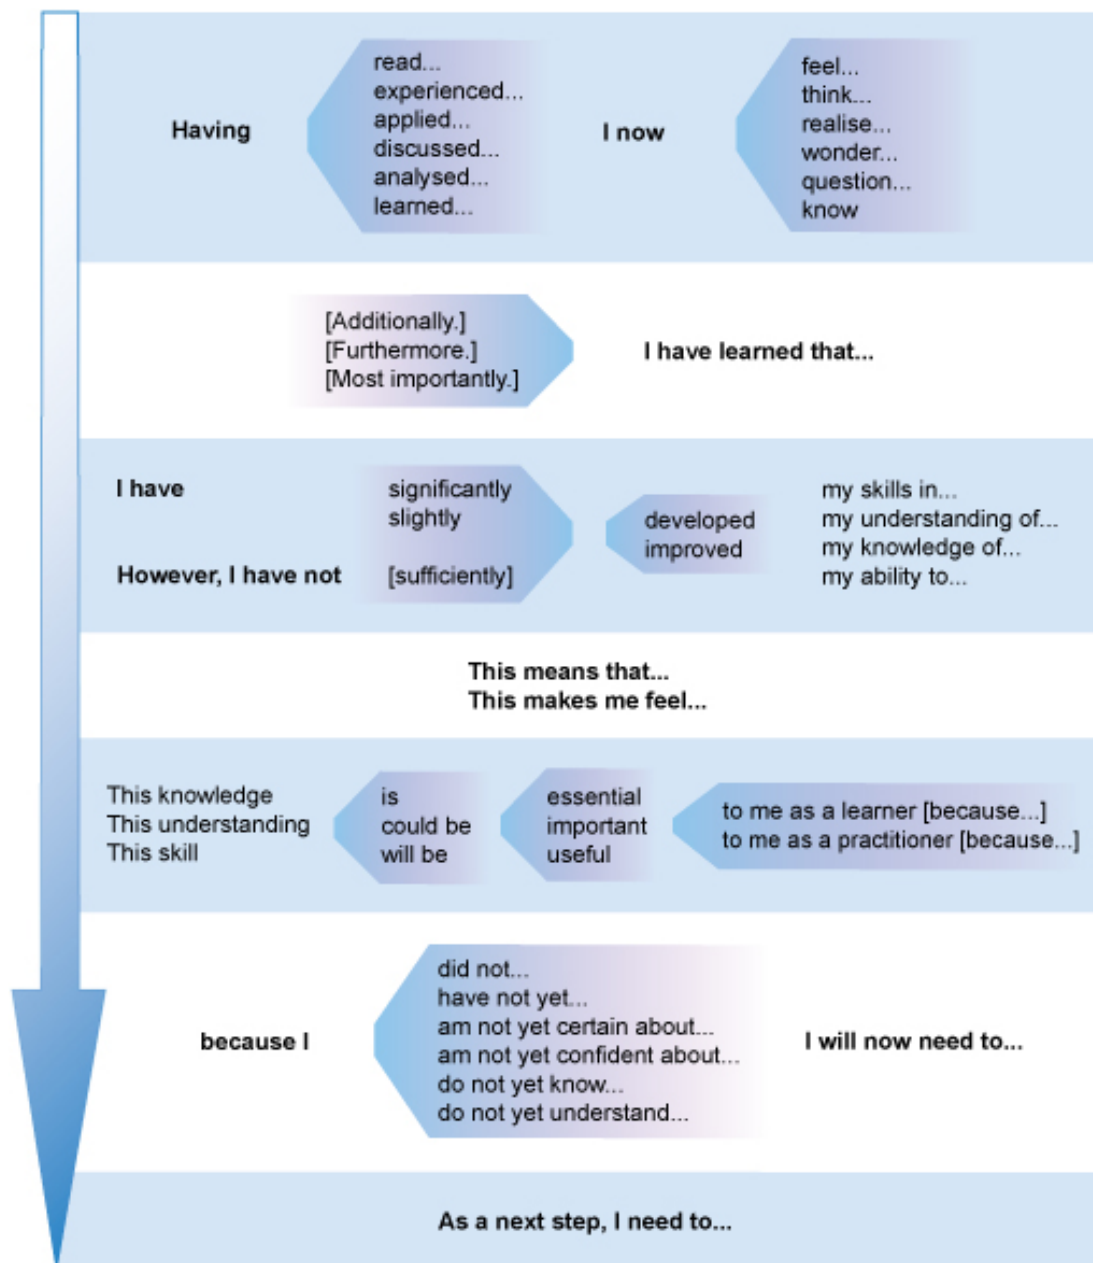 Having
read...
experienced...
applied...
discussed...
analysed...
learned...
I now
feel...
think...
realise...
wonder...
question...
know
[Additionally.]
[Furthermore.]
[Most importantly.]
I have learned that...
I have
However, I have not
significantly
slightly
[sufficiently]
developed
improved
my skills in...
my understanding of...
my knowledge of...
my ability to...
This means that...
This makes me feel...
This knowledge
This understanding
This skill
is
could be
will be
essential
important
useful
to me as a learner [because...]
to me as a practitioner [because...]
because I
did not...
have not yet...
am not yet certain about...
am not yet confident about...
do not yet know...
do not yet understand...
I will now need to...
As a next step, I need to...